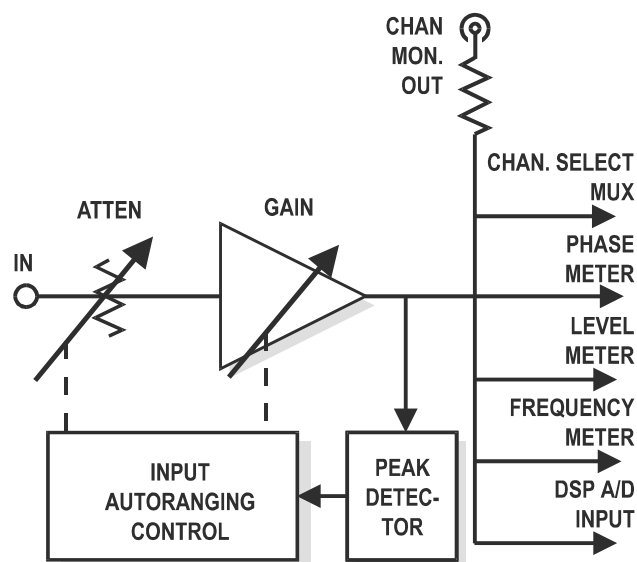 CHAN
MON.
OUT
CHAN. SELECT
MUX
ATTEN
GAIN
PHASE
METER
IN
LEVEL
METER
FREQUENCY
METER
INPUT
AUTORANGING
CONTROL
PEAK
DETEC-
TOR
DSP A/D
INPUT